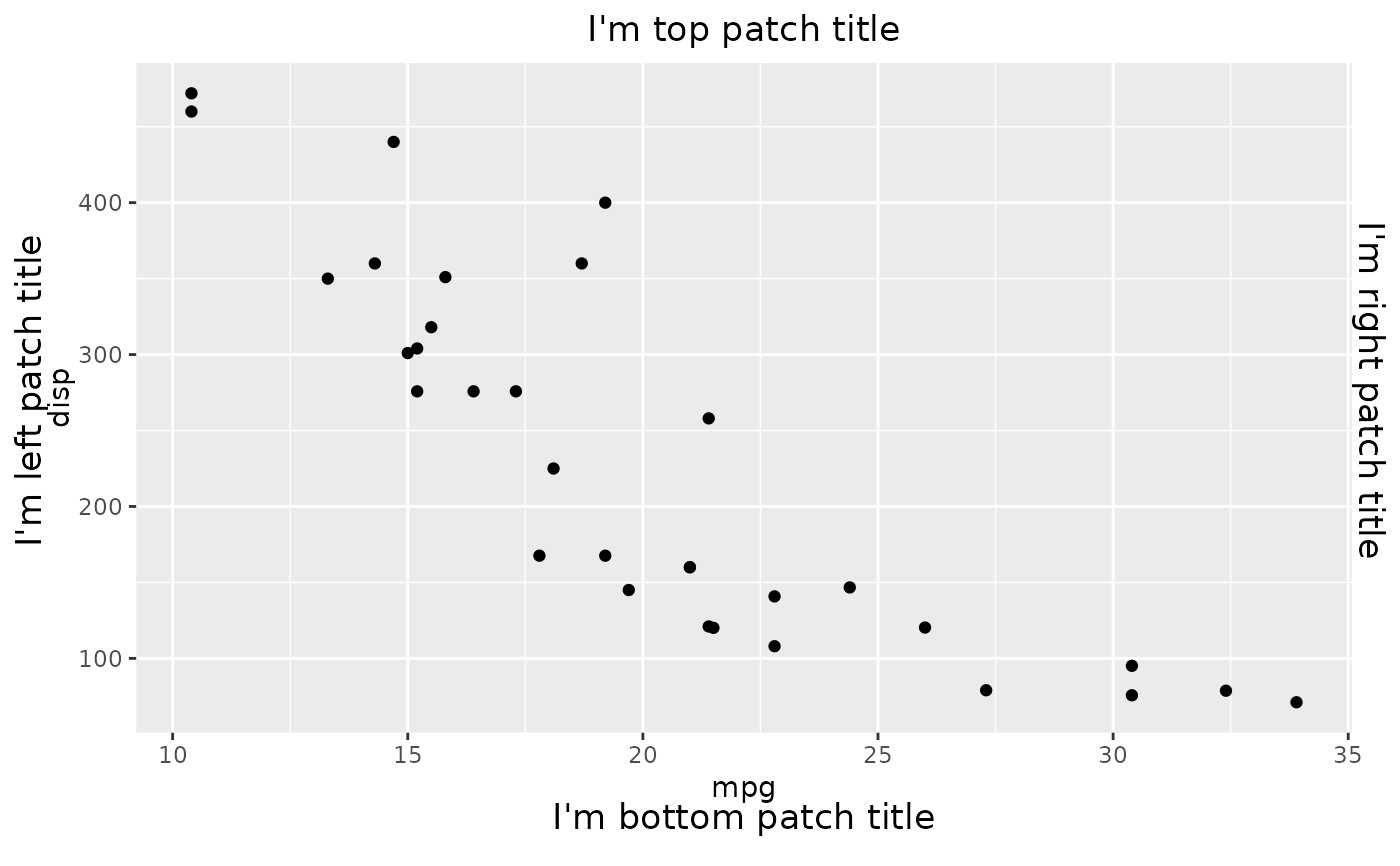 I'm top patch title
I'm left patch title
disp
400
300
200
100
I'm right patch title
10 15 20 25 30 35
mpg
I'm bottom patch title